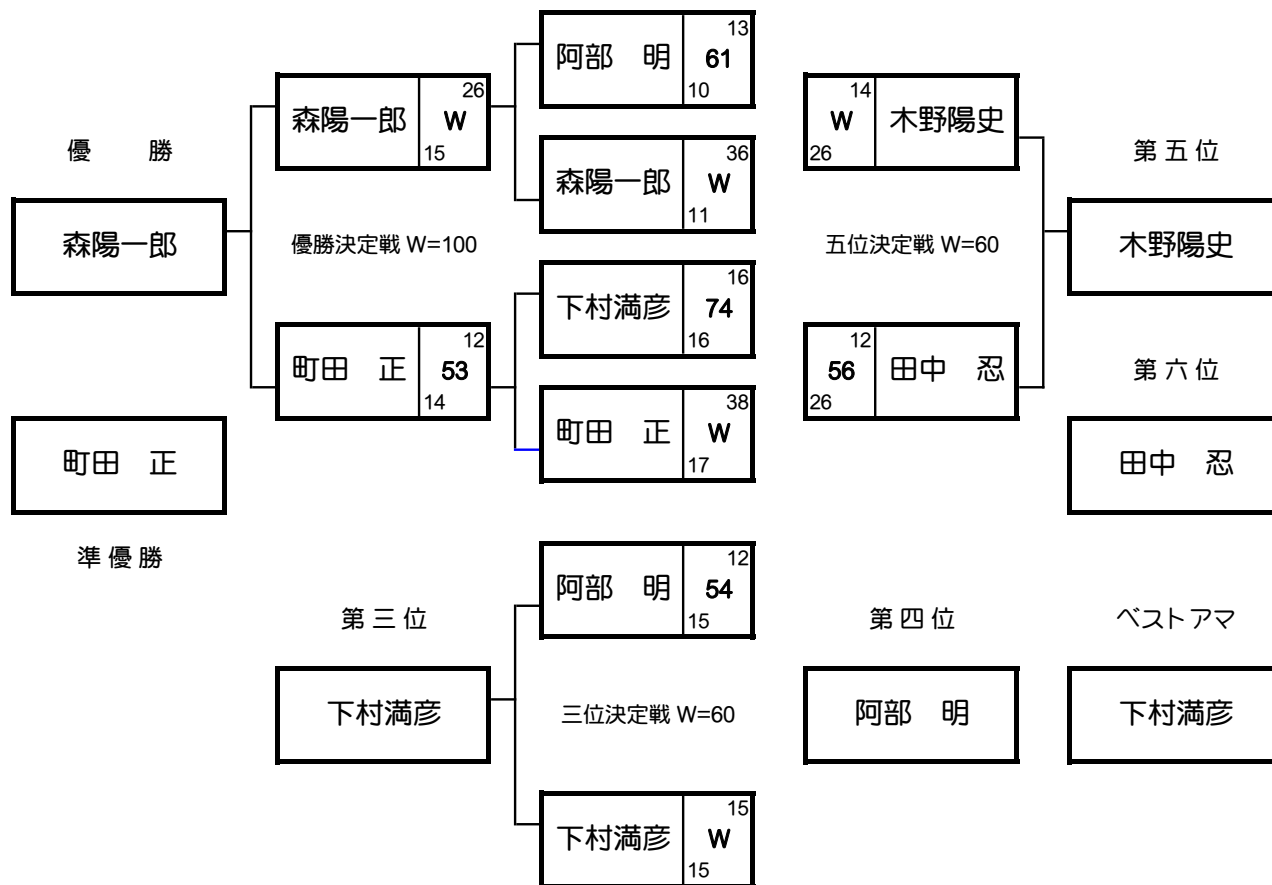 優　勝
森陽一郎
町田　正
準優勝
森陽一郎 26 W 15
優勝決定戦 W=100
町田　正 12 53 14
阿部　明 13 61 10
森陽一郎 36 W 11
下村満彦 16 74 16
町田　正 38 W 17
14 W 26 木野陽史
五位決定戦 W=60
12 56 26 田中　忍
第五位
木野陽史
第六位
田中　忍
第三位
下村満彦
阿部　明 12 54 15
三位決定戦 W=60
下村満彦 15 W 15
第四位
阿部　明
ベストアマ
下村満彦